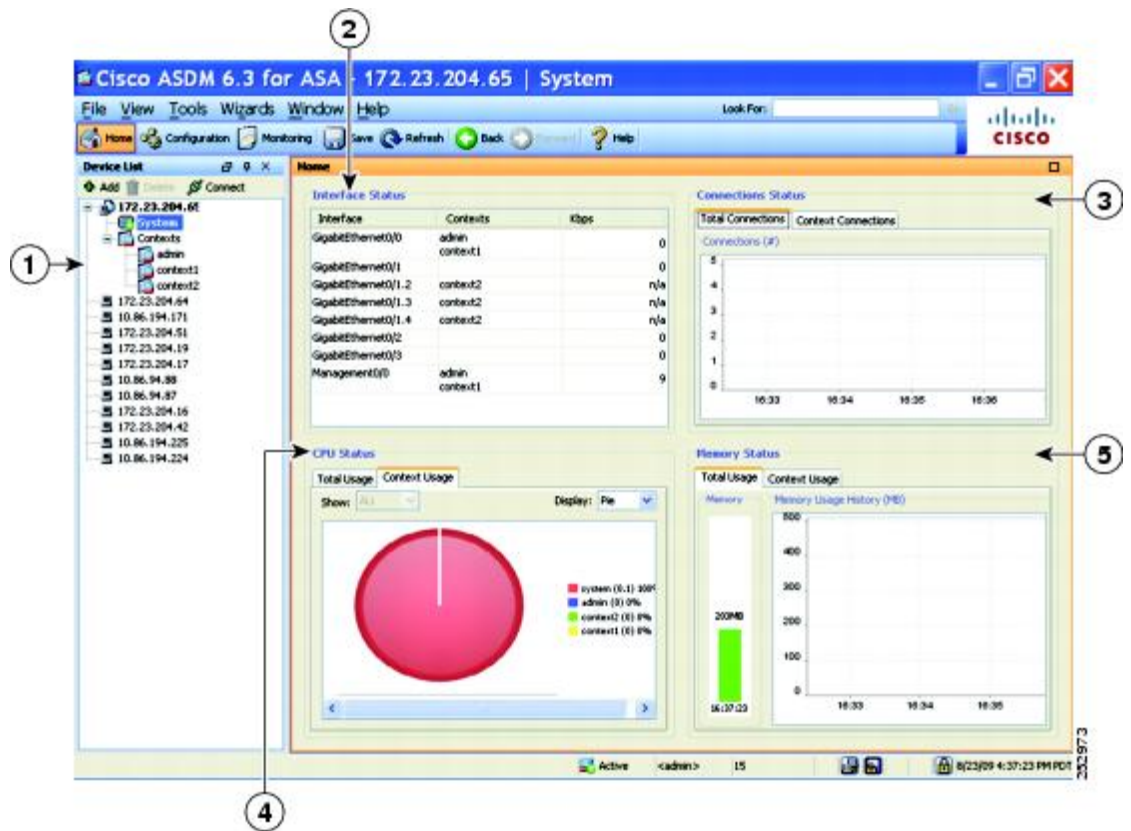 2
Cisco ASDM 6.3 for ASA - 172.23.204.65 | System
File View Tools Wizards Window Help
Look For:
Home Configuration Monitoring Save Refresh Back Forward Help
CISCO
Device List
Home
Add Delete Connect
172.23.204.65
System
Contexts
admin
context1
context2
172.23.204.64
10.86.194.171
172.23.204.51
172.23.204.19
172.23.204.17
10.86.94.88
10.86.94.87
172.23.204.16
172.23.204.42
10.86.194.225
10.86.194.224
1
Interface Status
Interface Contexts Kbps
GigabitEthernet0/0 admin 0
context1
GigabitEthernet0/1 0
GigabitEthernet0/1.2 context2 n/a
GigabitEthernet0/1.3 context2 n/a
GigabitEthernet0/1.4 context2 n/a
GigabitEthernet0/2 0
GigabitEthernet0/3 0
Management0/0 admin 9
context1
Connections Status
3
Total Connections Context Connections
Connections (#)
5
4
3
2
1
0
16:33 16:34 16:35 16:36
CPU Status
Total Usage Context Usage
Show: ALL Display: Pie
system (0.1) 100%
admin (0) 0%
context2 (0) 0%
context1 (0) 0%
Memory Status
5
Total Usage Context Usage
Memory Memory Usage History (MB)
500
400
300
200
100
0
203MB
16:37:23
16:33 16:34 16:35
Active <admin> 15 8/23/09 4:37:23 PM PDT
252973
4